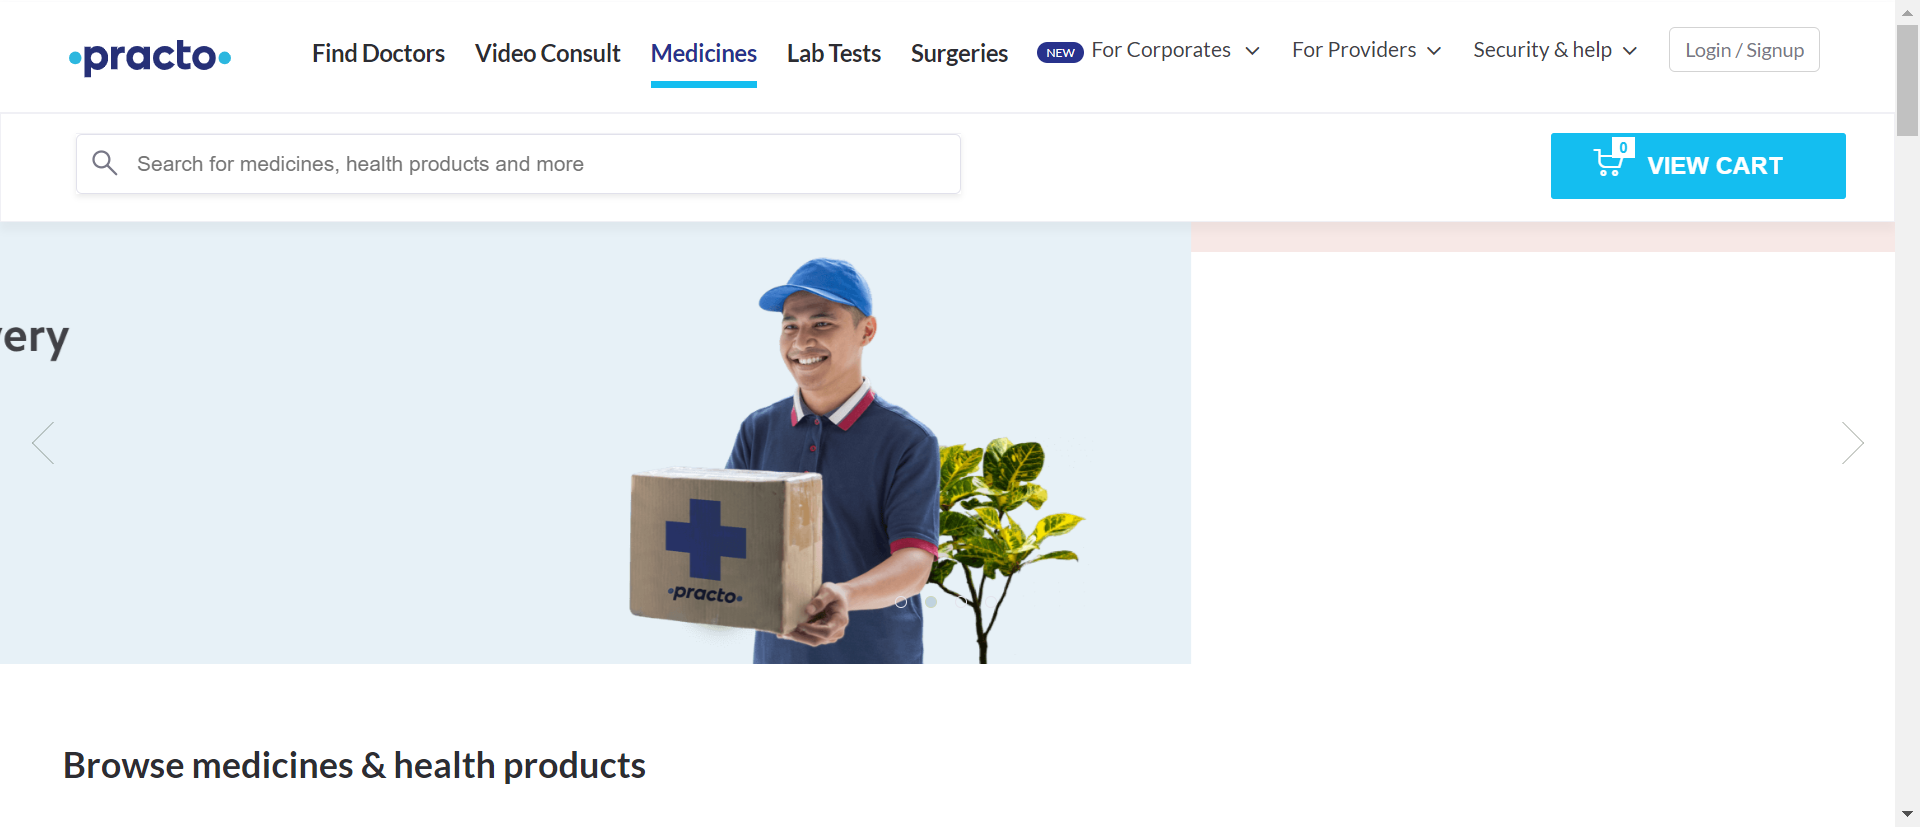 practo
Find Doctors
Video Consult
Medicines
Lab Tests
Surgeries
NEW
For Corporates
For Providers
Security & help
Login / Signup
Search for medicines, health products and more
0
VIEW CART
very
practo
Browse medicines & health products